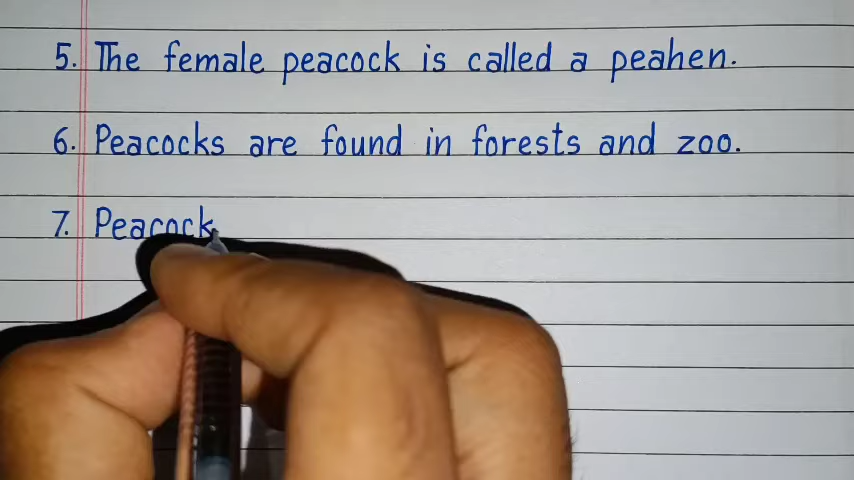 5. The female peacock is called a peahen.
6. Peacocks are found in forests and zoo.
7. Peacock